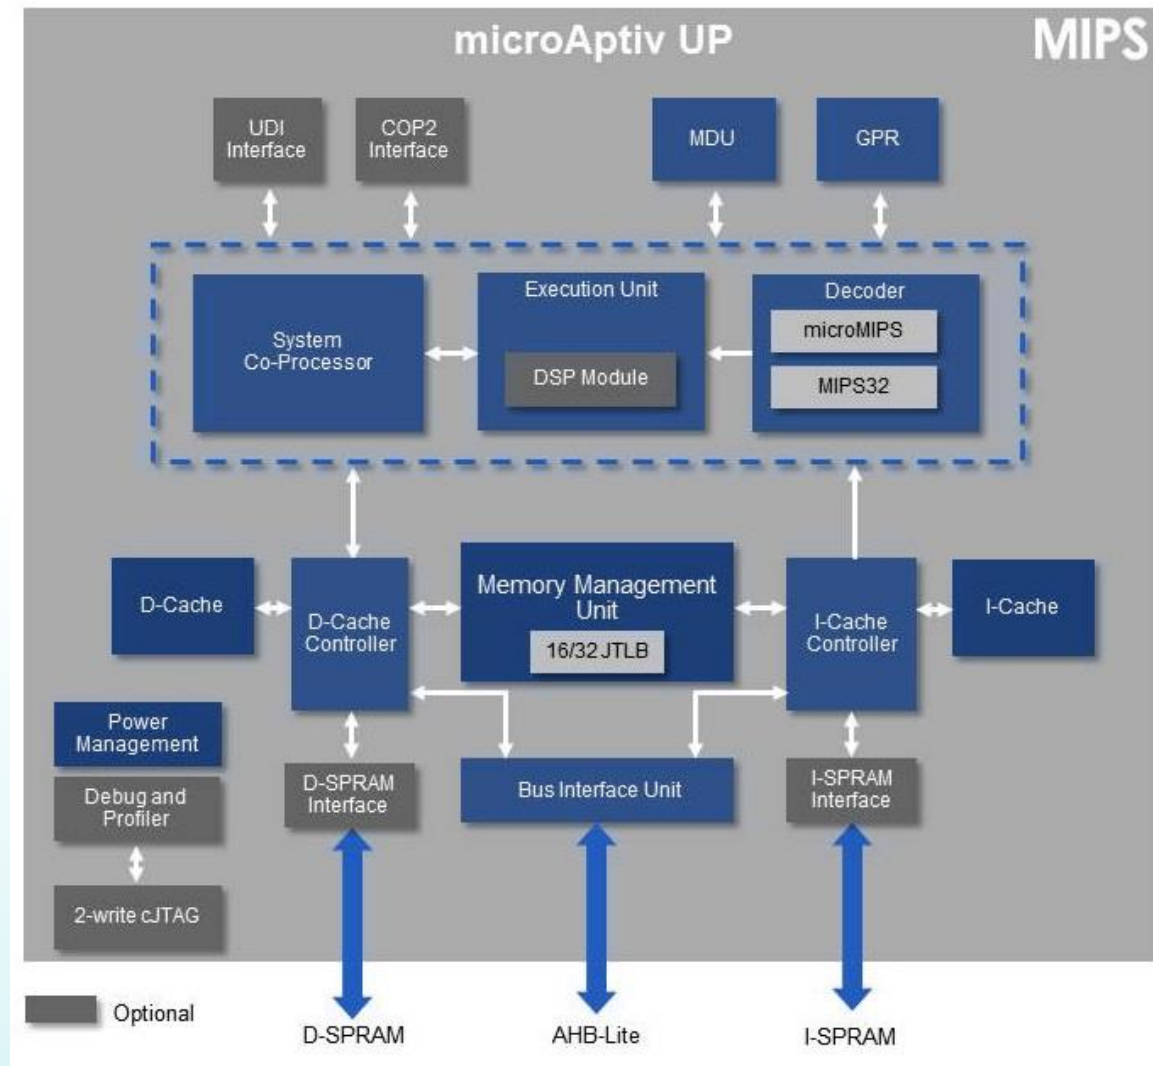 microAptiv UP
MIPS
UDI
Interface
COP2
Interface
MDU
GPR
System
Co-Processor
Execution Unit
DSP Module
Decoder
microMIPS
MIPS32
D-Cache
D-Cache
Controller
Memory Management
Unit
16/32 JTLB
I-Cache
Controller
I-Cache
Power
Management
Debug and
Profiler
2-write cJTAG
D-SPRAM
Interface
Bus Interface Unit
I-SPRAM
Interface
Optional
D-SPRAM
AHB-Lite
I-SPRAM